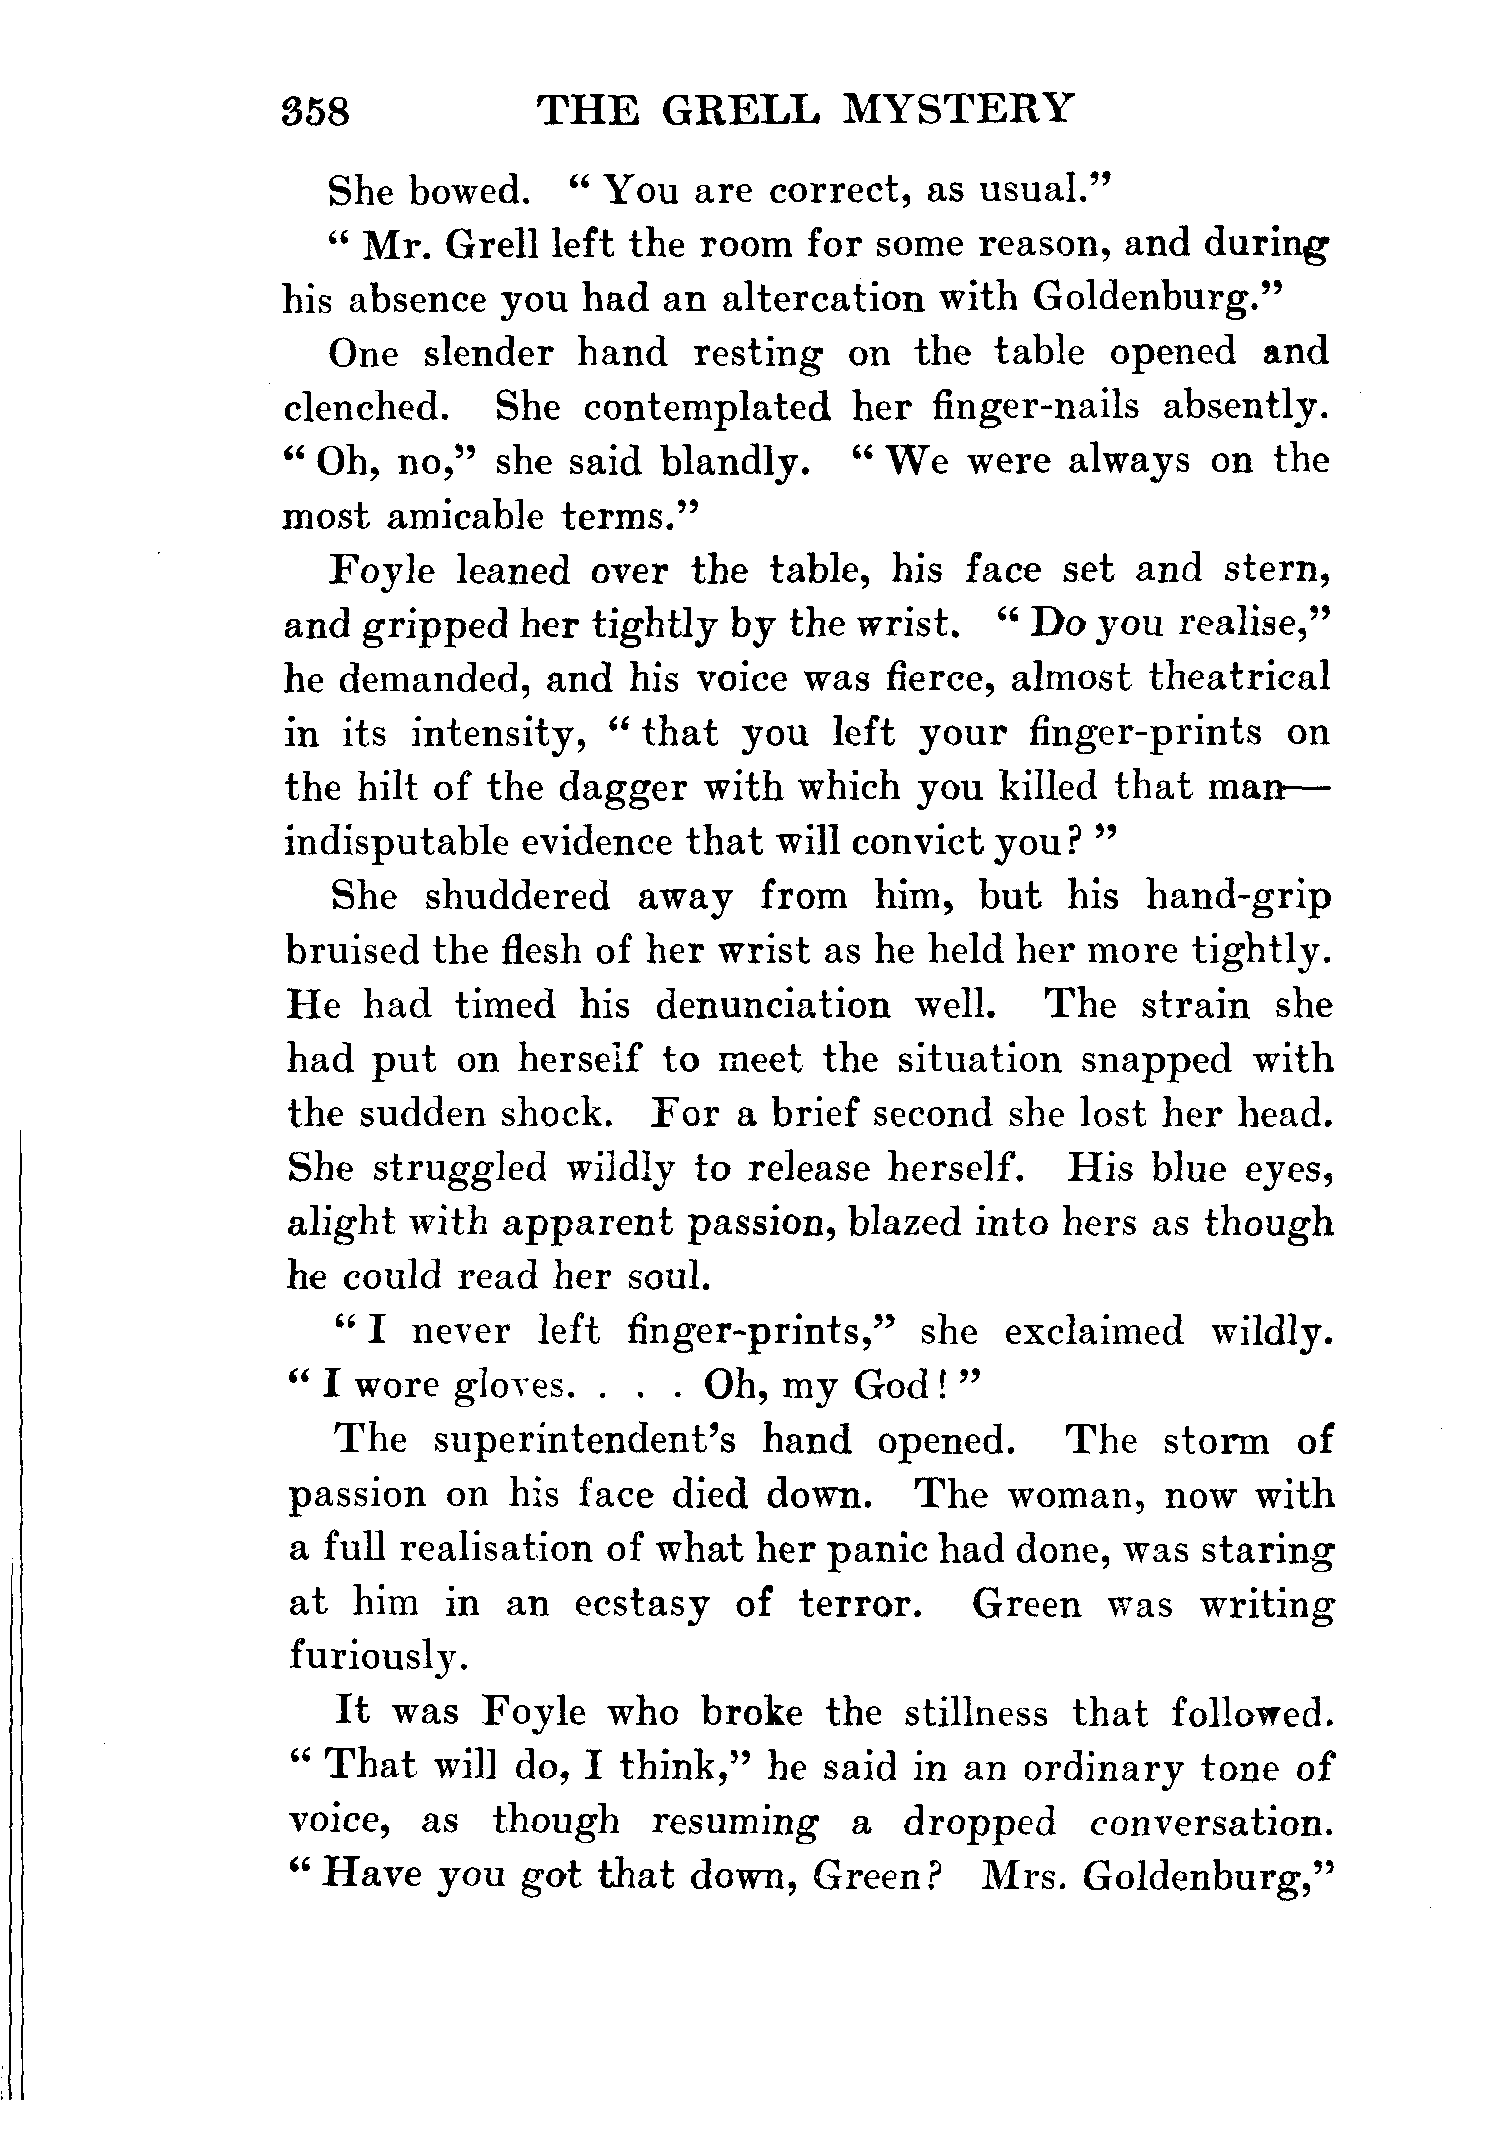 358 THE GRELL MYSTERY
She bowed. “ You are correct, as usual.”
“ Mr. Grell left the room for some reason, and during
his absence you had an altercation with Goldenburg.”
One slender hand resting on the table opened and
clenched. She contemplated her finger-nails absently.
“ Oh, no,” she said blandly. “ We were always on the
most amicable terms.”
Foyle leaned over the table, his face set and stern,
and gripped her tightly by the wrist. “ Do you realise,”
he demanded, and his voice was fierce, almost theatrical
in its intensity, “ that you left your finger-prints on
the hilt of the dagger with which you killed that man—
indisputable evidence that will convict you? ”
She shuddered away from him, but his hand-grip
bruised the flesh of her wrist as he held her more tightly.
He had timed his denunciation well. The strain she
had put on herself to meet the situation snapped with
the sudden shock. For a brief second she lost her head.
She struggled wildly to release herself. His blue eyes,
alight with apparent passion, blazed into hers as though
he could read her soul.
“ I never left finger-prints,” she exclaimed wildly.
“ I wore gloves. . . . Oh, my God! ”
The superintendent’s hand opened. The storm of
passion on his face died down. The woman, now with
a full realisation of what her panic had done, was staring
at him in an ecstasy of terror. Green was writing
furiously.
It was Foyle who broke the stillness that followed.
“ That will do, I think,” he said in an ordinary tone of
voice, as though resuming a dropped conversation.
“ Have you got that down, Green? Mrs. Goldenburg,”